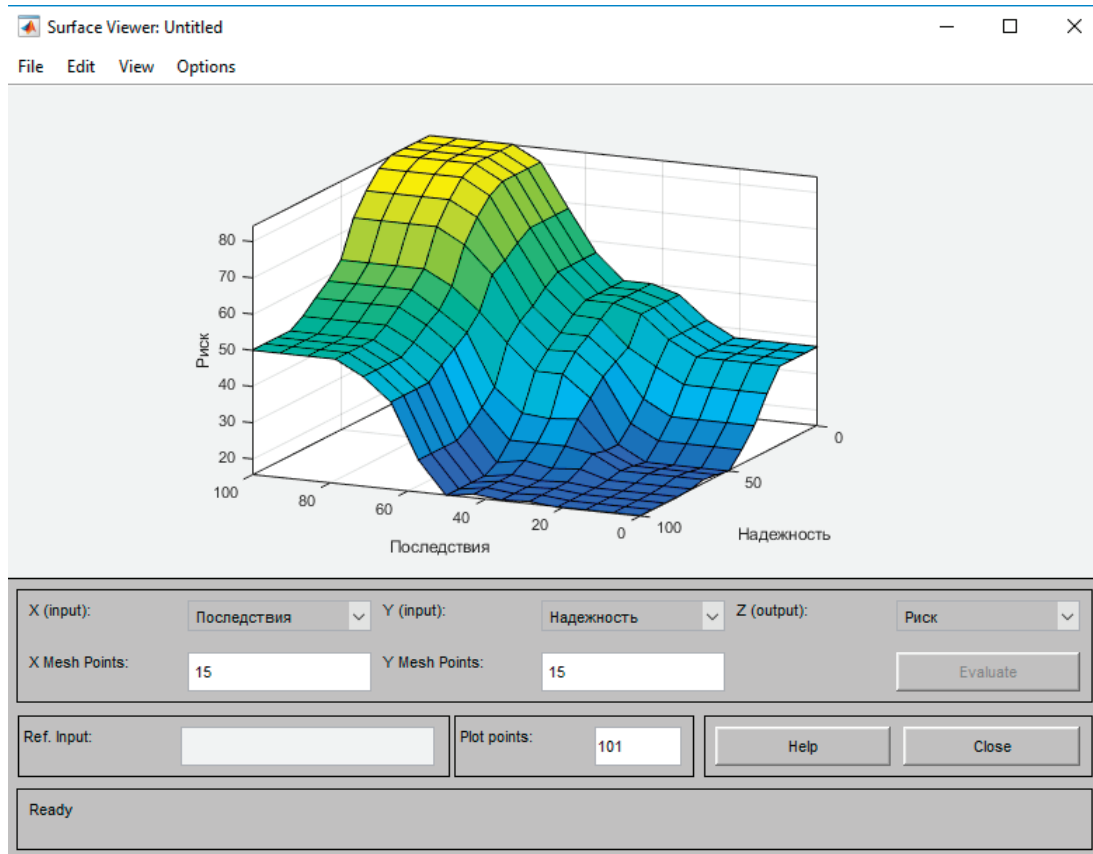 Surface Viewer: Untitled
File Edit View Options
80
70
60
50
40
30
20
Риск
100
80
60
40
20
0
Последствия
100
50
0
Надежность
X (input): Последствия Y (input): Надежность Z (output): Риск
X Mesh Points: 15 Y Mesh Points: 15 Evaluate
Ref. Input: Plot points: 101 Help Close
Ready